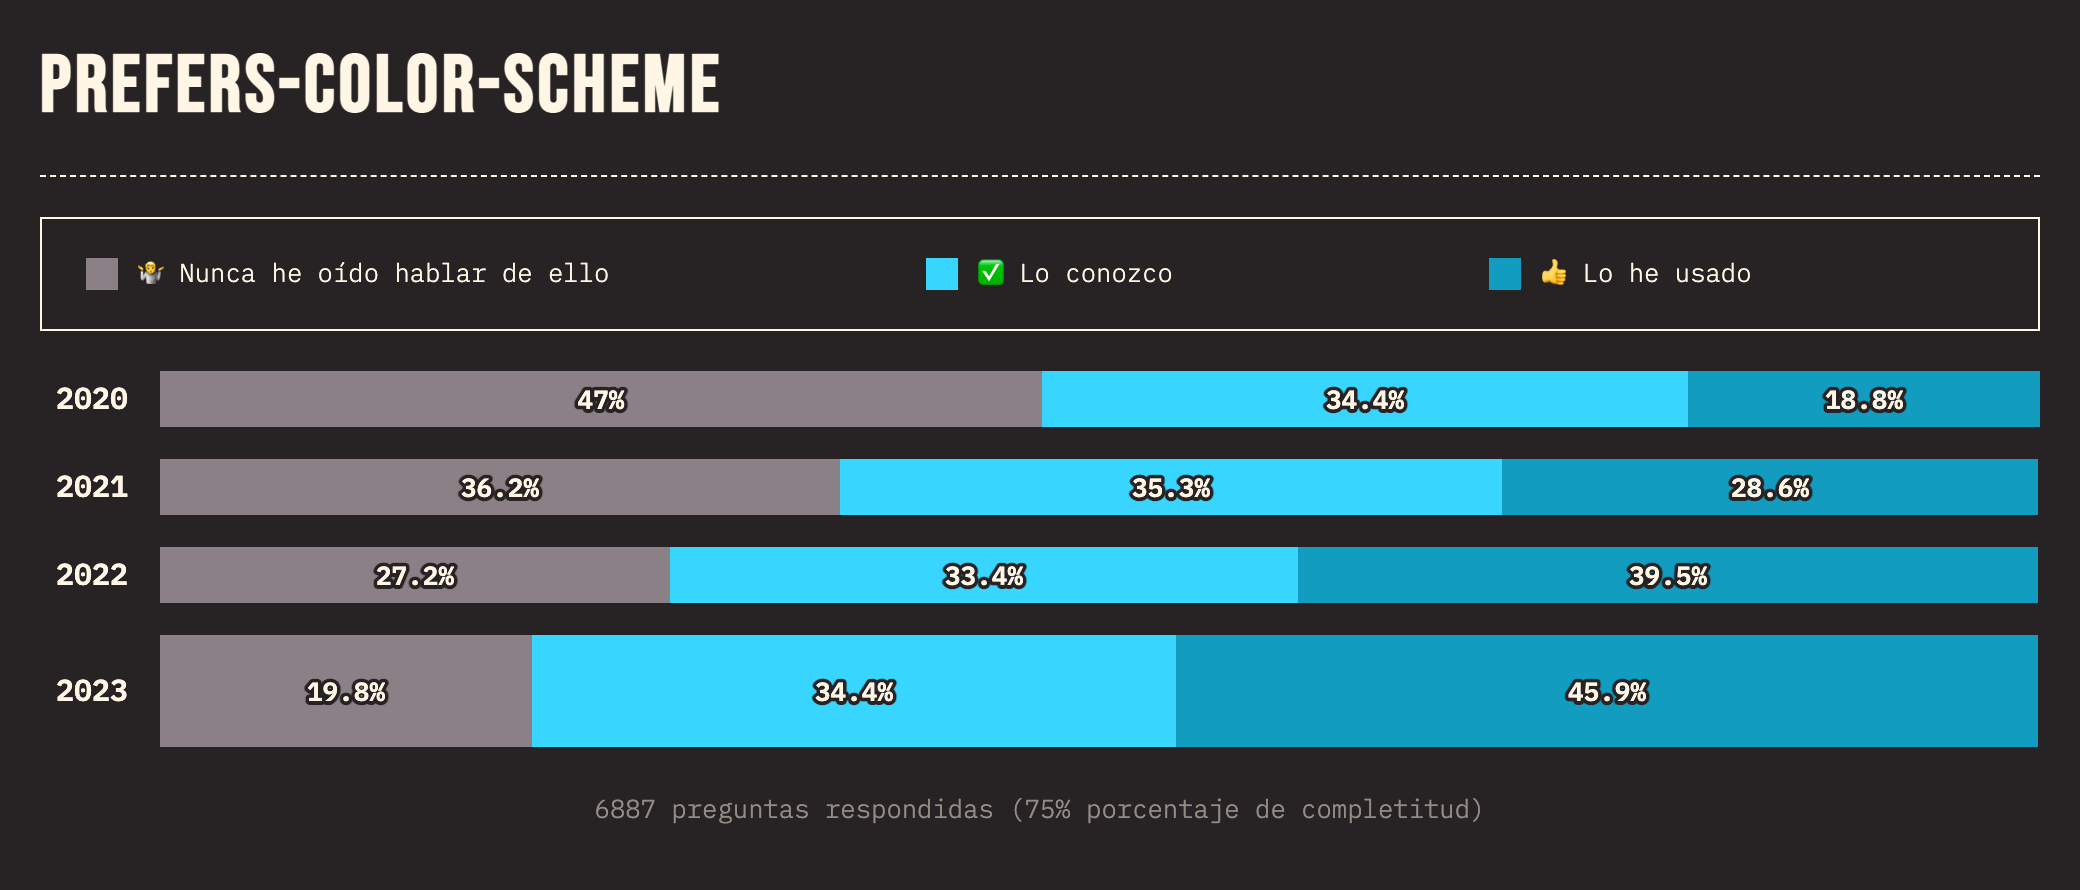 PREFERS-COLOR-SCHEME
🤷 Nunca he oído hablar de ello ✅ Lo conozco 👍 Lo he usado
2020 47% 34.4% 18.8%
2021 36.2% 35.3% 28.6%
2022 27.2% 33.4% 39.5%
2023 19.8% 34.4% 45.9%
6887 preguntas respondidas (75% porcentaje de completitud)